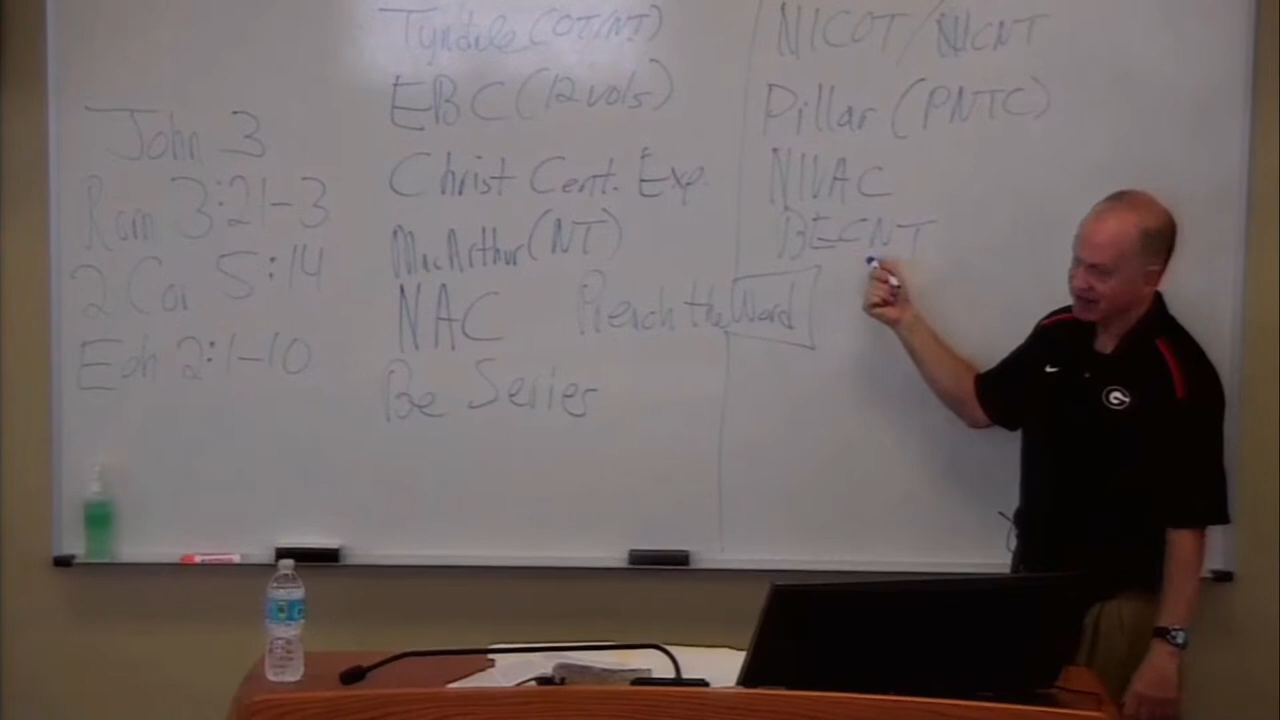 John 3
Rom 3:21-3
2 Cor 5:14
Eph 2:1-10
Tyndale (OT/NT)
EBC (12 vols)
Christ Cent. Exp.
MacArthur (NT)
NAC
Preach the Word
Be Series
NICOT/NICNT
Pillar (PNTC)
NIVAC
BECNT
G